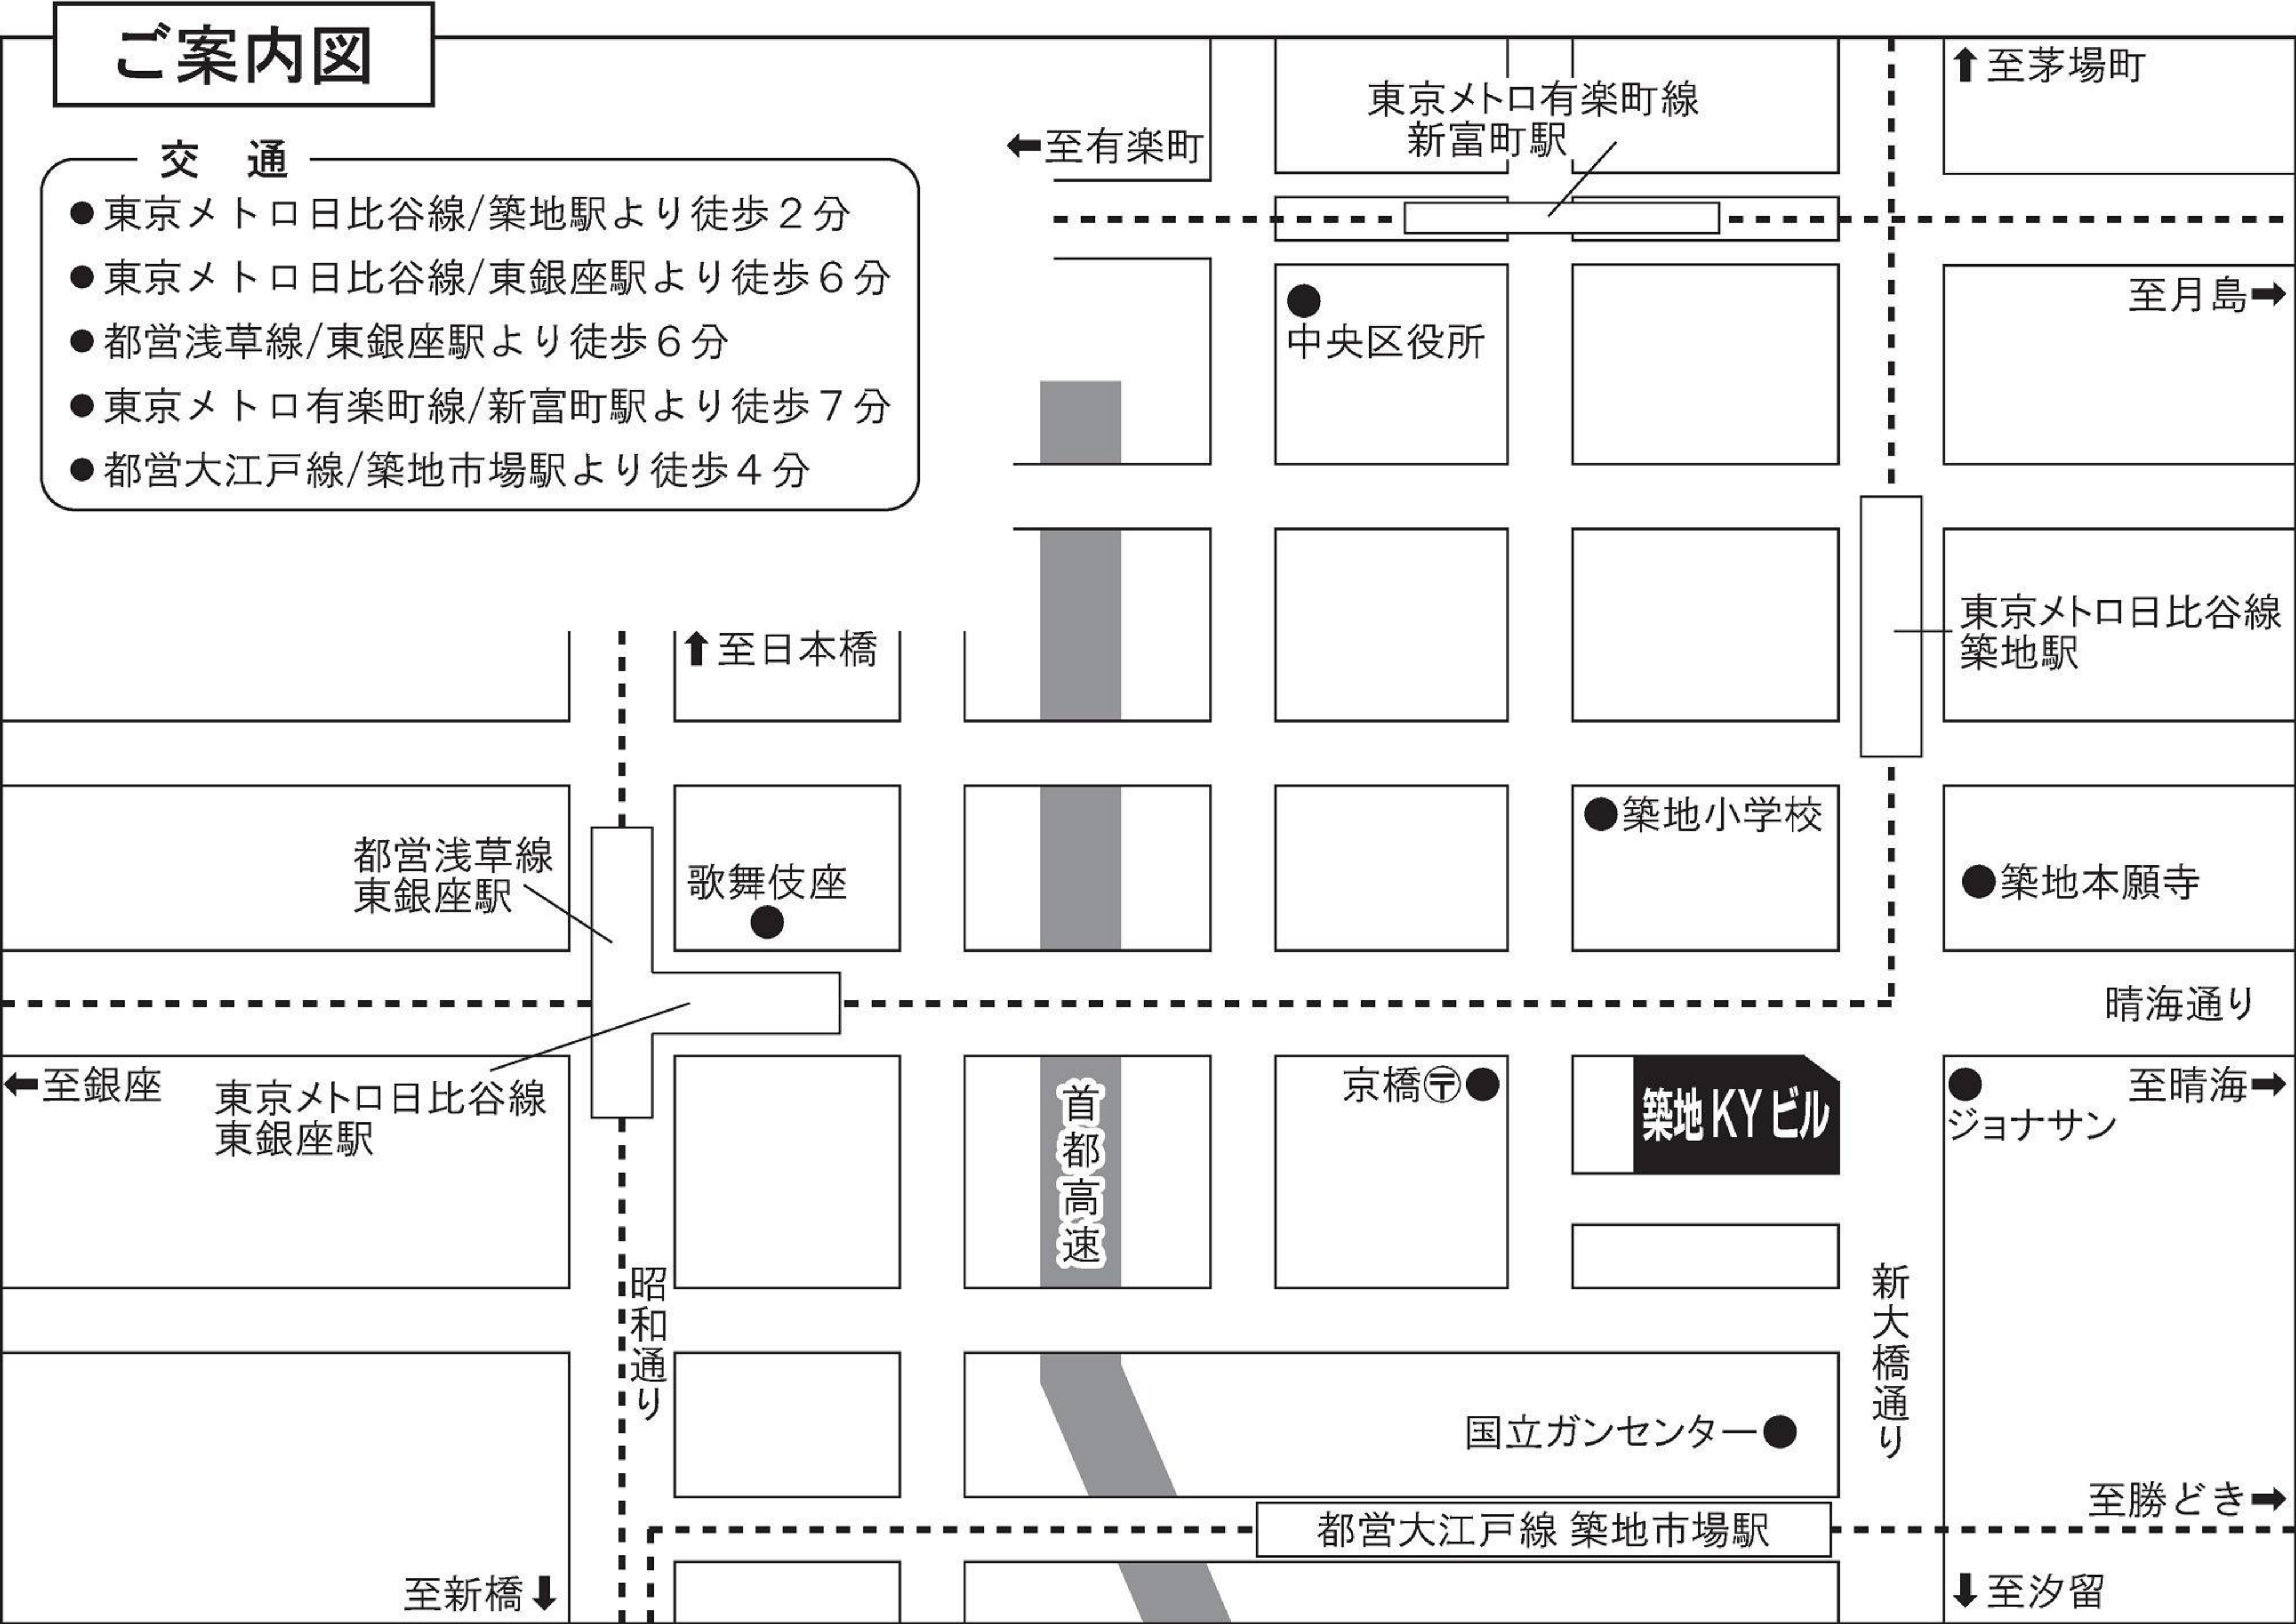 ご案内図
交 通
●東京メトロ日比谷線/築地駅より徒歩2分
●東京メトロ日比谷線/東銀座駅より徒歩6分
●都営浅草線/東銀座駅より徒歩6分
●東京メトロ有楽町線/新富町駅より徒歩7分
●都営大江戸線/築地市場駅より徒歩4分
⬆至茅場町
⬅至有楽町
東京メトロ有楽町線
新富町駅
至月島➡
●
中央区役所
東京メトロ日比谷線
築地駅
⬆至日本橋
●築地小学校
都営浅草線
東銀座駅
歌舞伎座
●
●築地本願寺
晴海通り
⬅至銀座
東京メトロ日比谷線
東銀座駅
首都高速
京橋〶●
築地KYビル
●
ジョナサン
至晴海➡
昭和通り
新大橋通り
国立ガンセンター●
至勝どき➡
都営大江戸線 築地市場駅
至新橋⬇
⬇至汐留